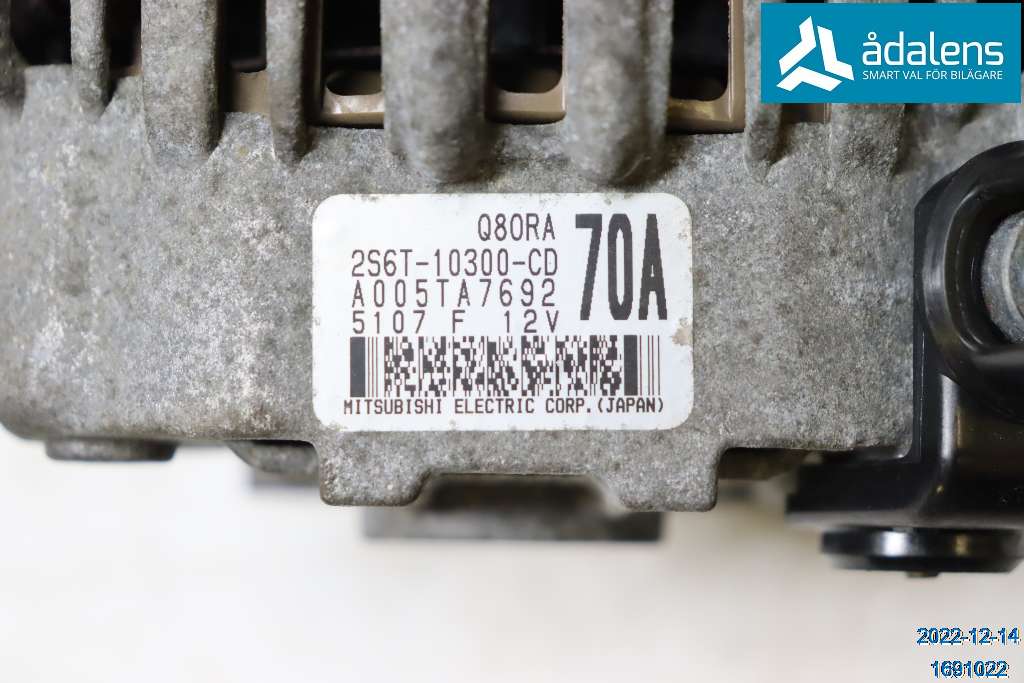 ådalens
SMART VAL FÖR BILÄGARE
Q80RA
70A
2S6T-10300-CD
A005TA7692
5107 F 12V
MITSUBISHI ELECTRIC CORP.(JAPAN)
2022-12-14
1691022